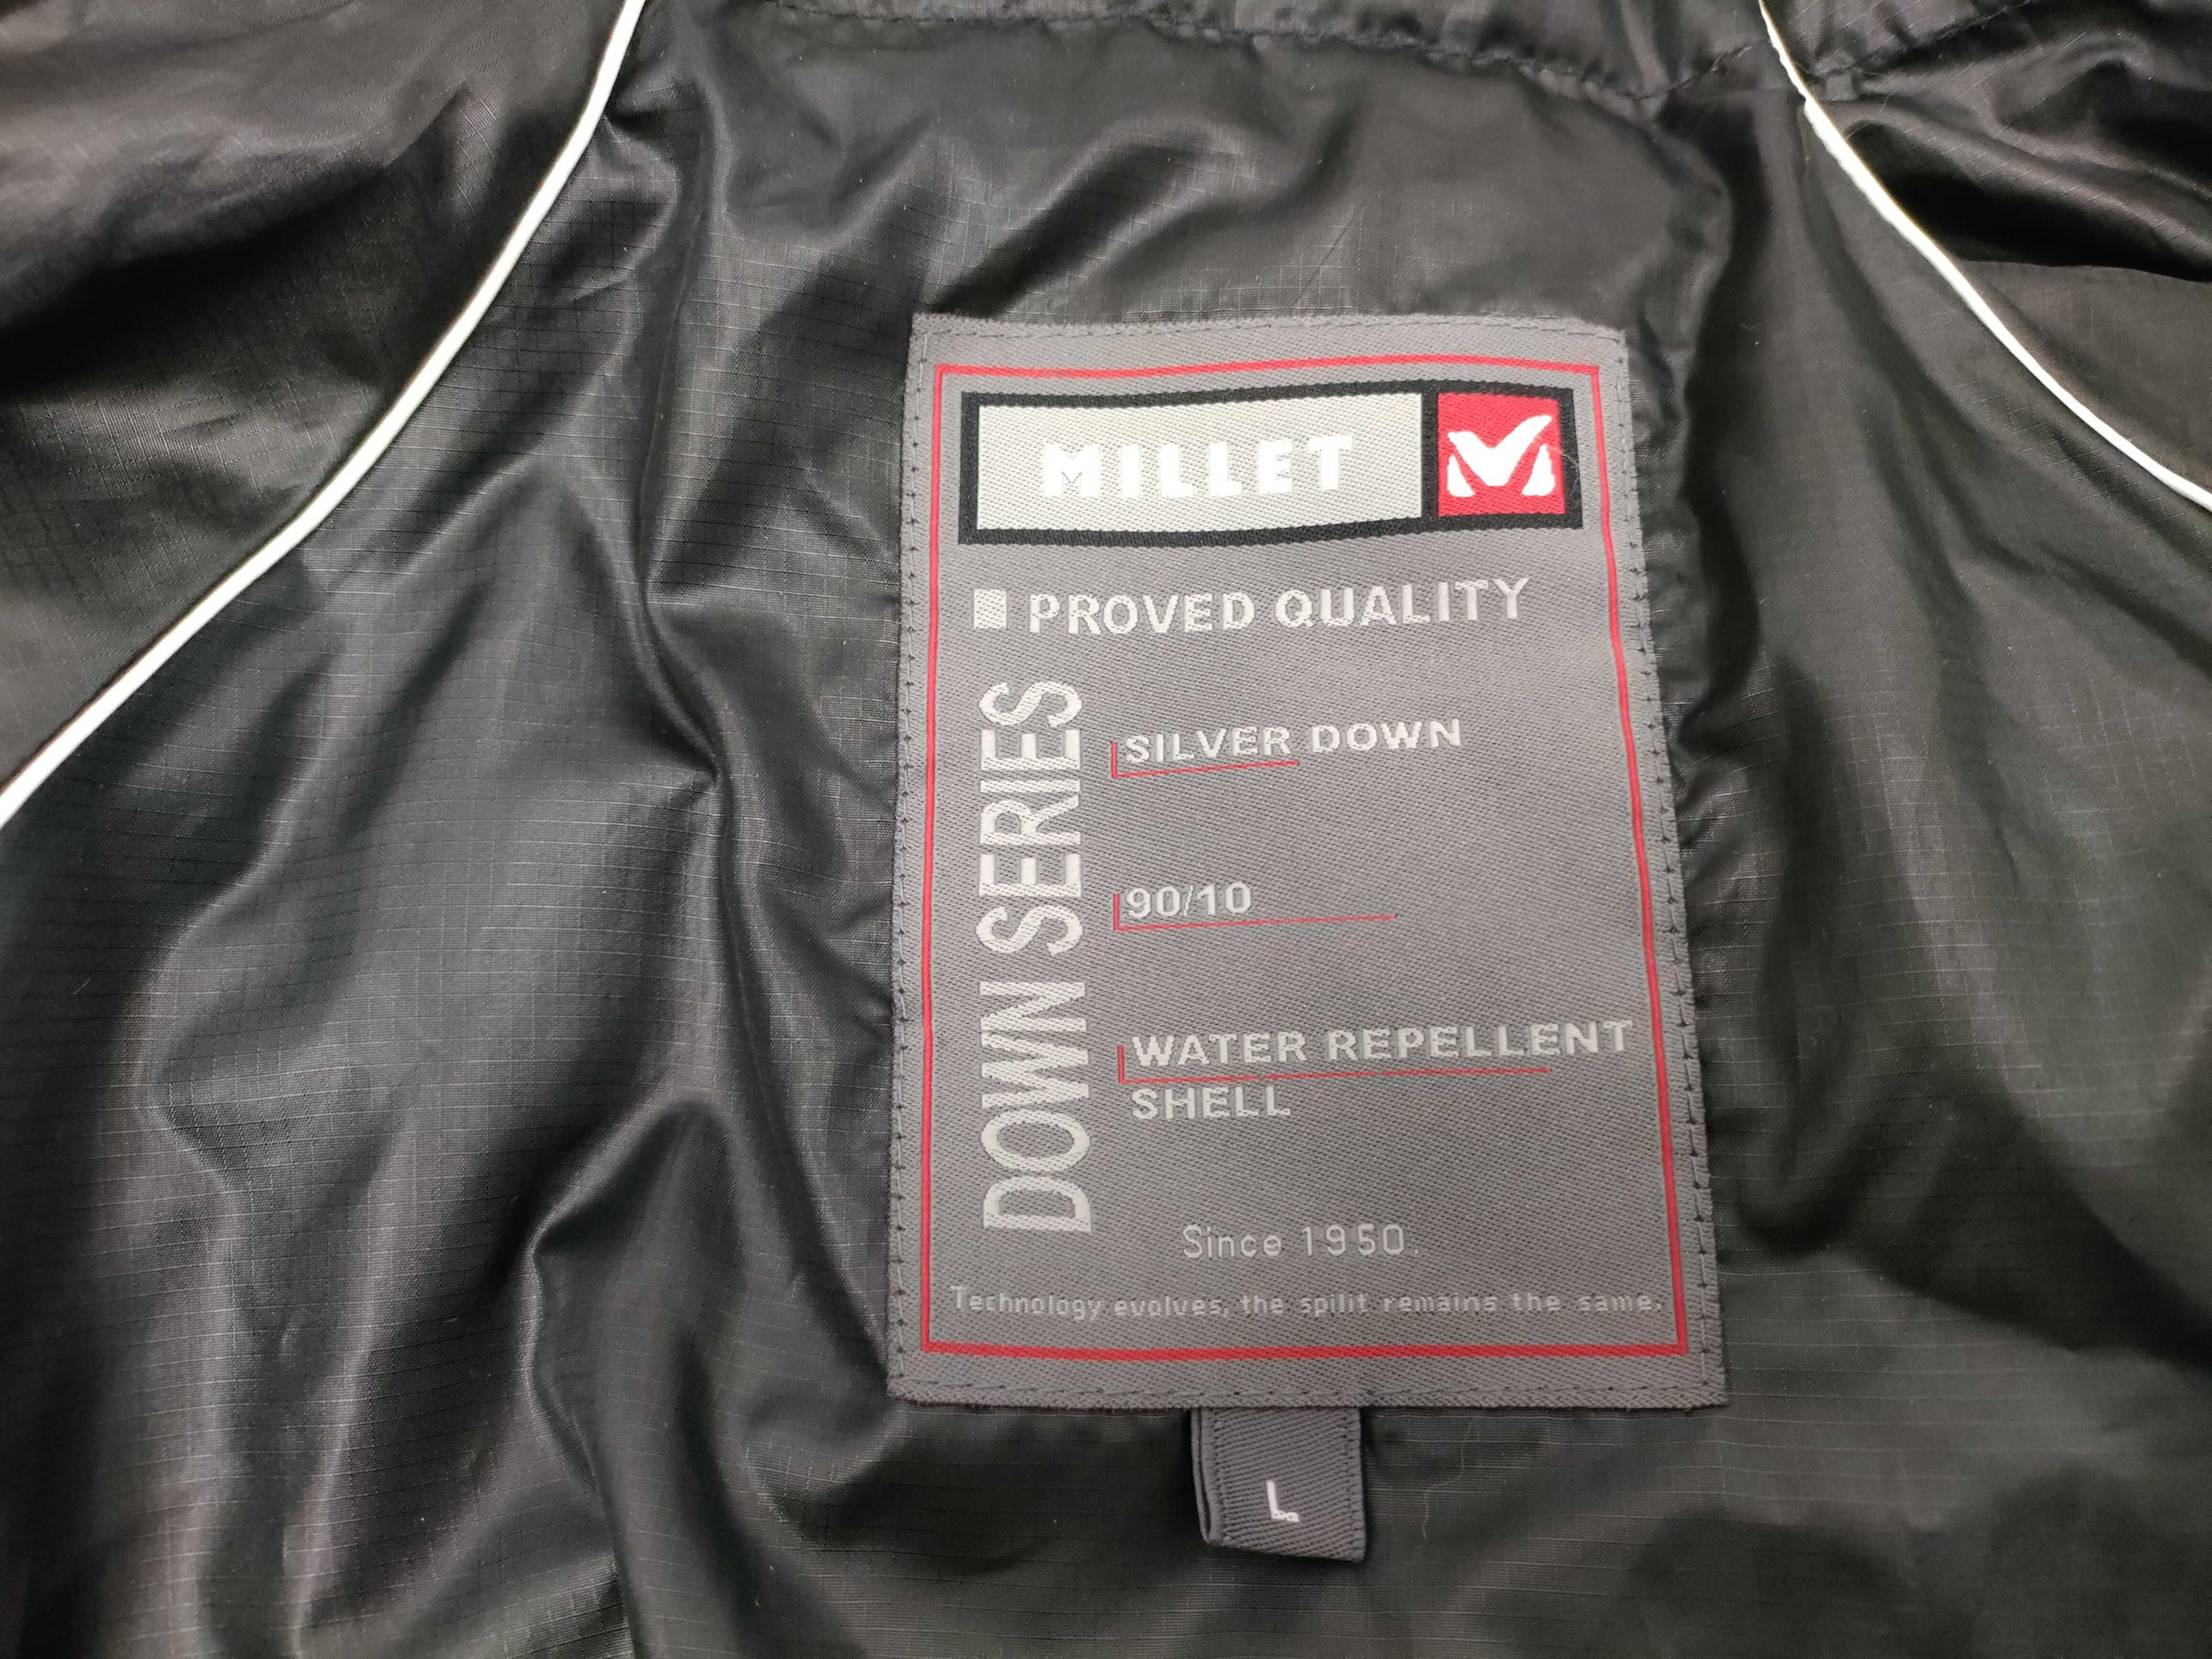 MILLET
PROVED QUALITY
DOWN SERIES
SILVER DOWN
90/10
WATER REPELLENT
SHELL
Since 1950.
Technology evolves, the spilit remains the same.
L